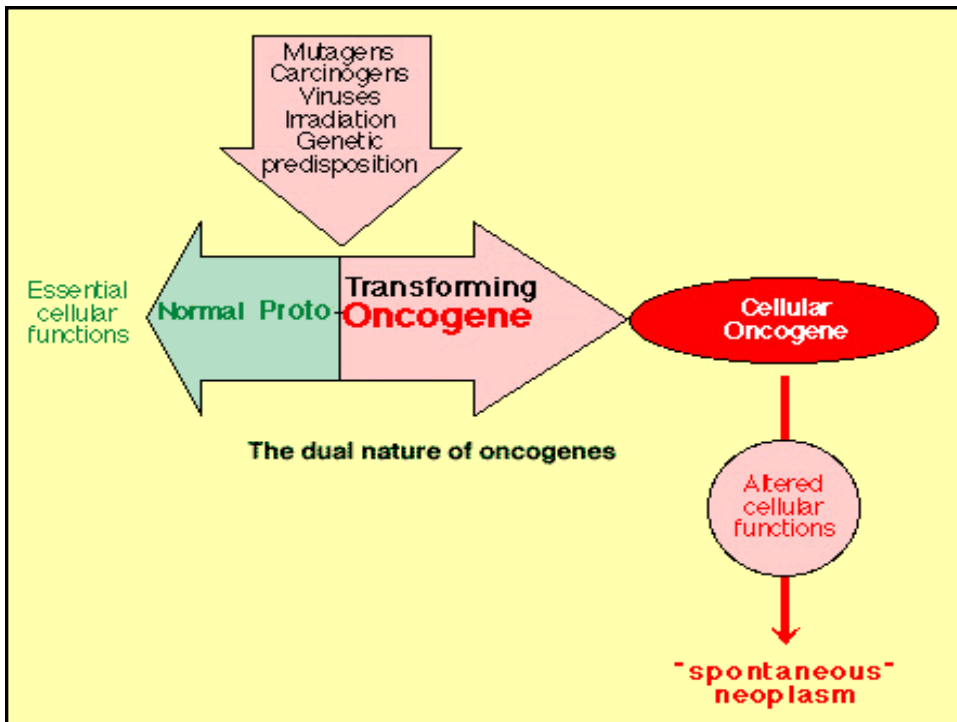 Mutagens
Carcinogens
Viruses
Irradiation
Genetic
predisposition
Essential
cellular
functions
Normal Proto-
Transforming
Oncogene
Cellular
Oncogene
The dual nature of oncogenes
Altered
cellular
functions
"spontaneous"
neoplasm